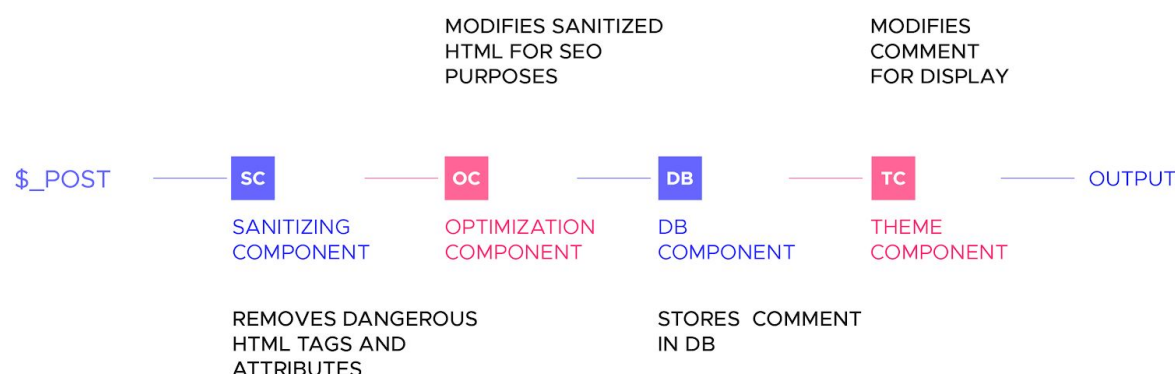 MODIFIES SANITIZED
HTML FOR SEO
PURPOSES
MODIFIES
COMMENT
FOR DISPLAY
$_POST
SC
OC
DB
TC
OUTPUT
SANITIZING
COMPONENT
OPTIMIZATION
COMPONENT
DB
COMPONENT
THEME
COMPONENT
REMOVES DANGEROUS
HTML TAGS AND
ATTRIBUTES
STORES COMMENT
IN DB